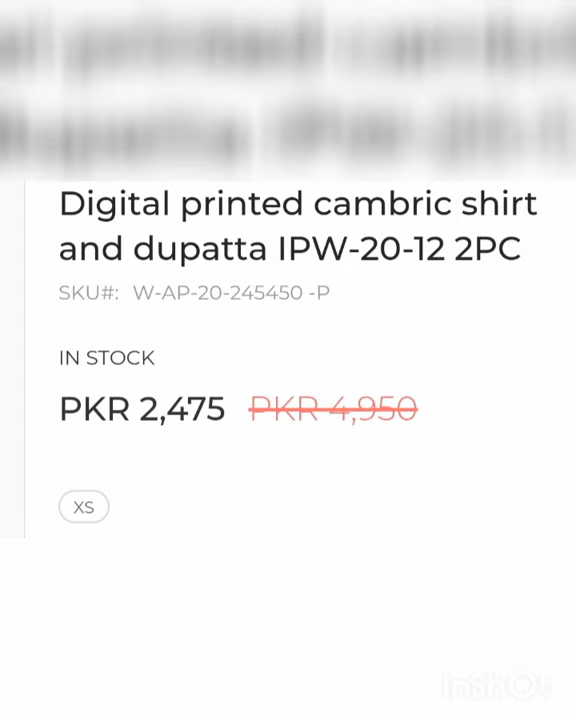 Digital printed cambric shirt
and dupatta IPW-20-12 2PC
SKU#: W-AP-20-245450 -P
IN STOCK
PKR 2,475 PKR 4,950
XS
InShOt